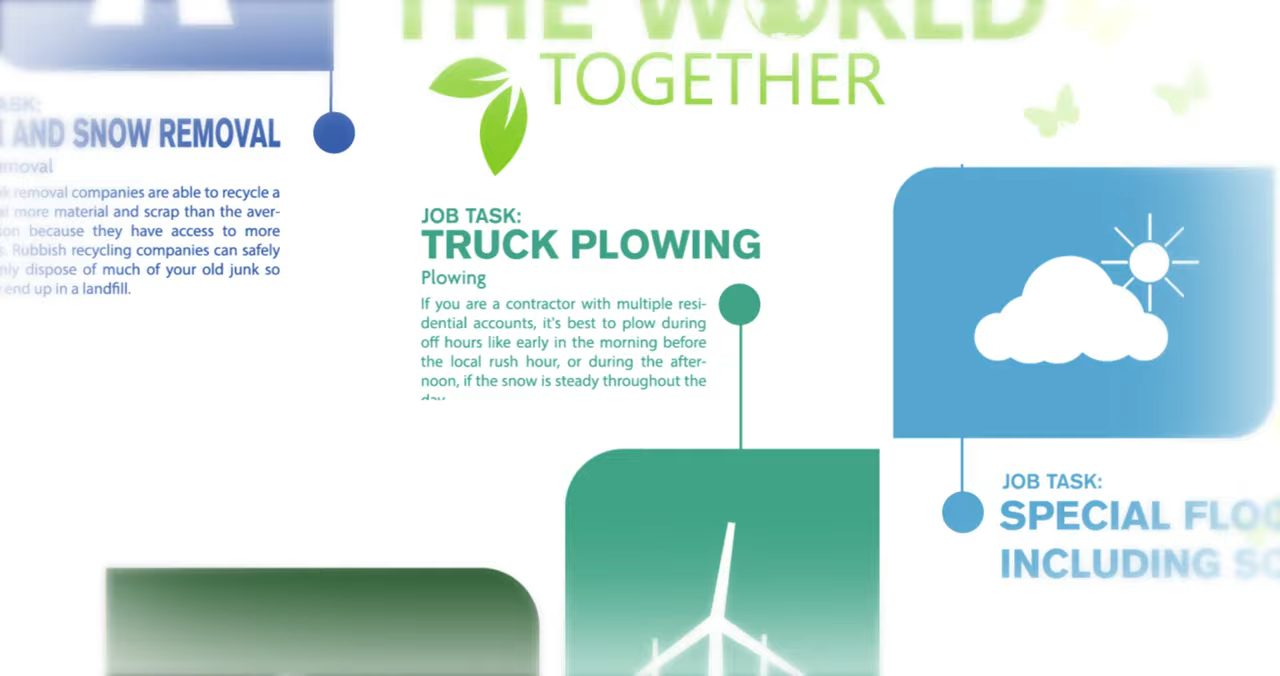 THE WORLD
TOGETHER
AND SNOW REMOVAL
removal companies are able to recycle a
more material and scrap than the aver-
because they have access to more
Rubbish recycling companies can safely
dispose of much of your old junk so
end up in a landfill.
JOB TASK:
TRUCK PLOWING
Plowing
If you are a contractor with multiple resi-
dential accounts, it's best to plow during
off hours like early in the morning before
the local rush hour, or during the after-
noon, if the snow is steady throughout the
day
JOB TASK:
SPECIAL
INCLUDING